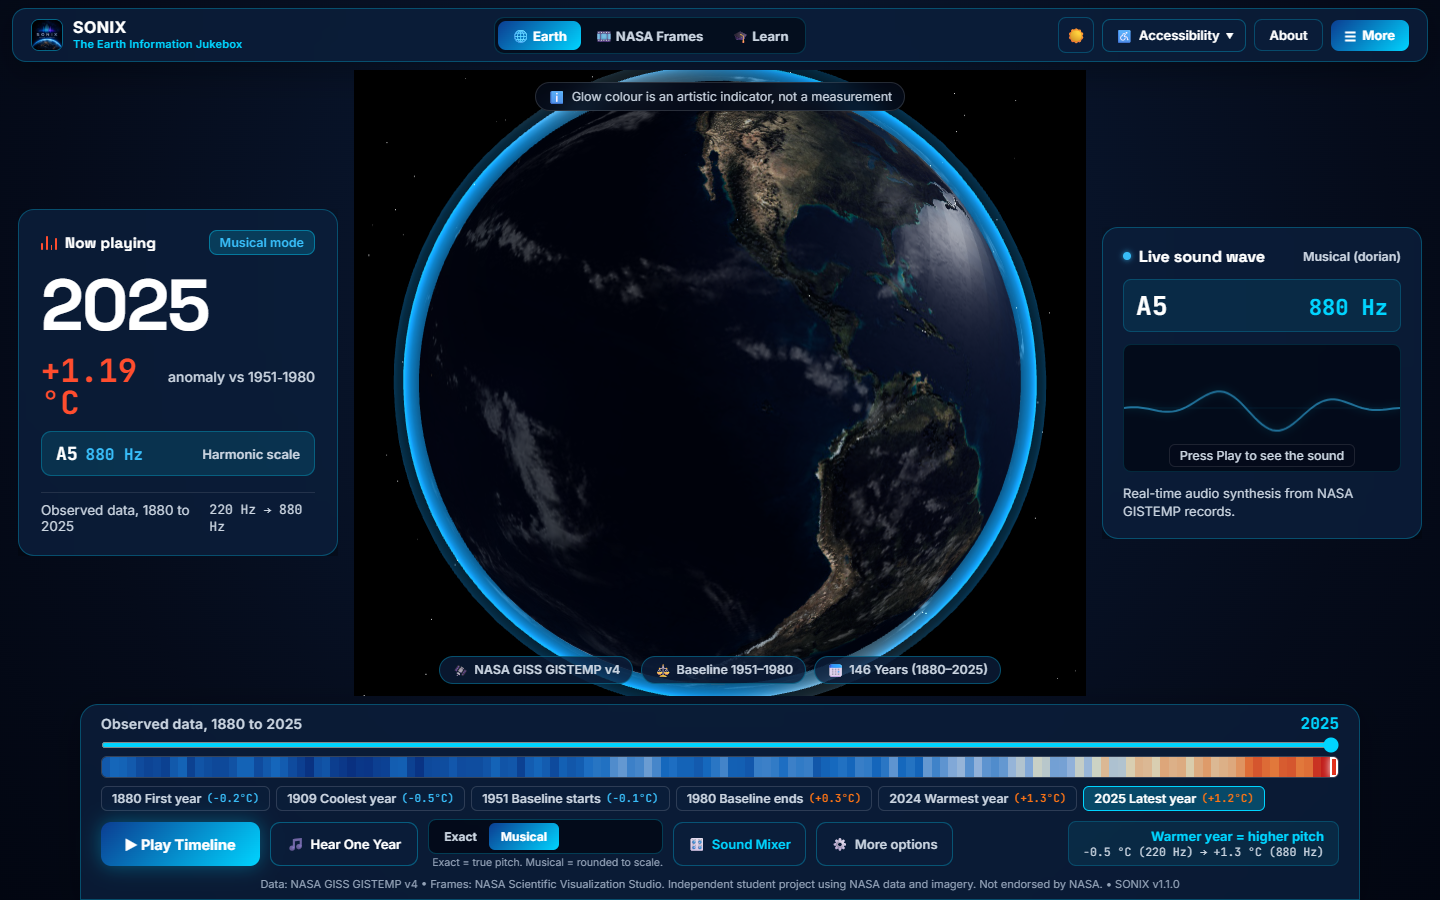 SONIX
The Earth Information Jukebox
Earth
NASA Frames
Learn
Accessibility
About
More
Glow colour is an artistic indicator, not a measurement
Now playing
Musical mode
2025
+1.19
°C
anomaly vs 1951-1980
A5 880 Hz
Harmonic scale
Observed data, 1880 to
2025
220 Hz → 880
Hz
Live sound wave
Musical (dorian)
A5
880 Hz
Press Play to see the sound
Real-time audio synthesis from NASA
GISTEMP records.
NASA GISS GISTEMP v4
Baseline 1951–1980
146 Years (1880–2025)
Observed data, 1880 to 2025
2025
1880 First year (-0.2°C)
1909 Coolest year (-0.5°C)
1951 Baseline starts (-0.1°C)
1980 Baseline ends (+0.3°C)
2024 Warmest year (+1.3°C)
2025 Latest year (+1.2°C)
Play Timeline
Hear One Year
Exact
Musical
Exact = true pitch. Musical = rounded to scale.
Sound Mixer
More options
Warmer year = higher pitch
-0.5 °C (220 Hz) → +1.3 °C (880 Hz)
Data: NASA GISS GISTEMP v4 • Frames: NASA Scientific Visualization Studio. Independent student project using NASA data and imagery. Not endorsed by NASA. • SONIX v1.1.0